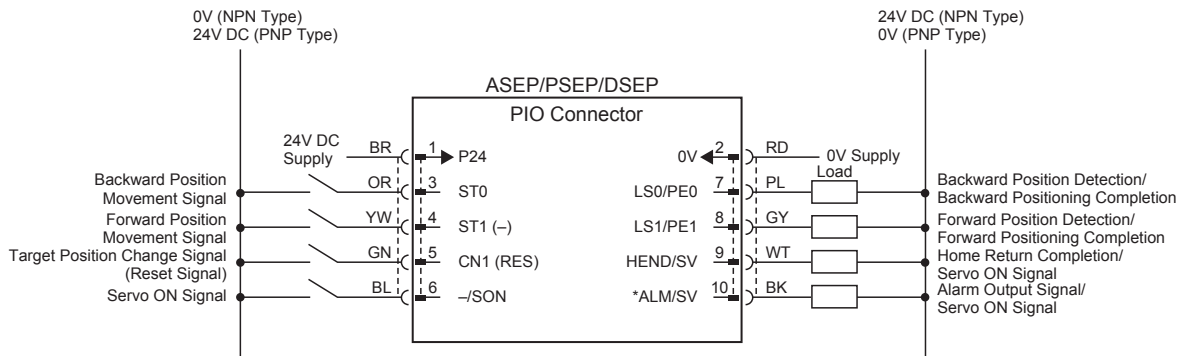 0V (NPN Type)
24V DC (PNP Type)
24V DC (NPN Type)
0V (PNP Type)
ASEP/PSEP/DSEP
PIO Connector
24V DC
Supply
BR
1
P24
0V
2
RD
0V Supply
Load
Backward Position
Movement Signal
OR
3
ST0
LS0/PE0
7
PL
Backward Position Detection/
Backward Positioning Completion
Forward Position
Movement Signal
YW
4
ST1 (–)
LS1/PE1
8
GY
Forward Position Detection/
Forward Positioning Completion
Target Position Change Signal
(Reset Signal)
GN
5
CN1 (RES)
HEND/SV
9
WT
Home Return Completion/
Servo ON Signal
Servo ON Signal
BL
6
–/SON
*ALM/SV
10
BK
Alarm Output Signal/
Servo ON Signal